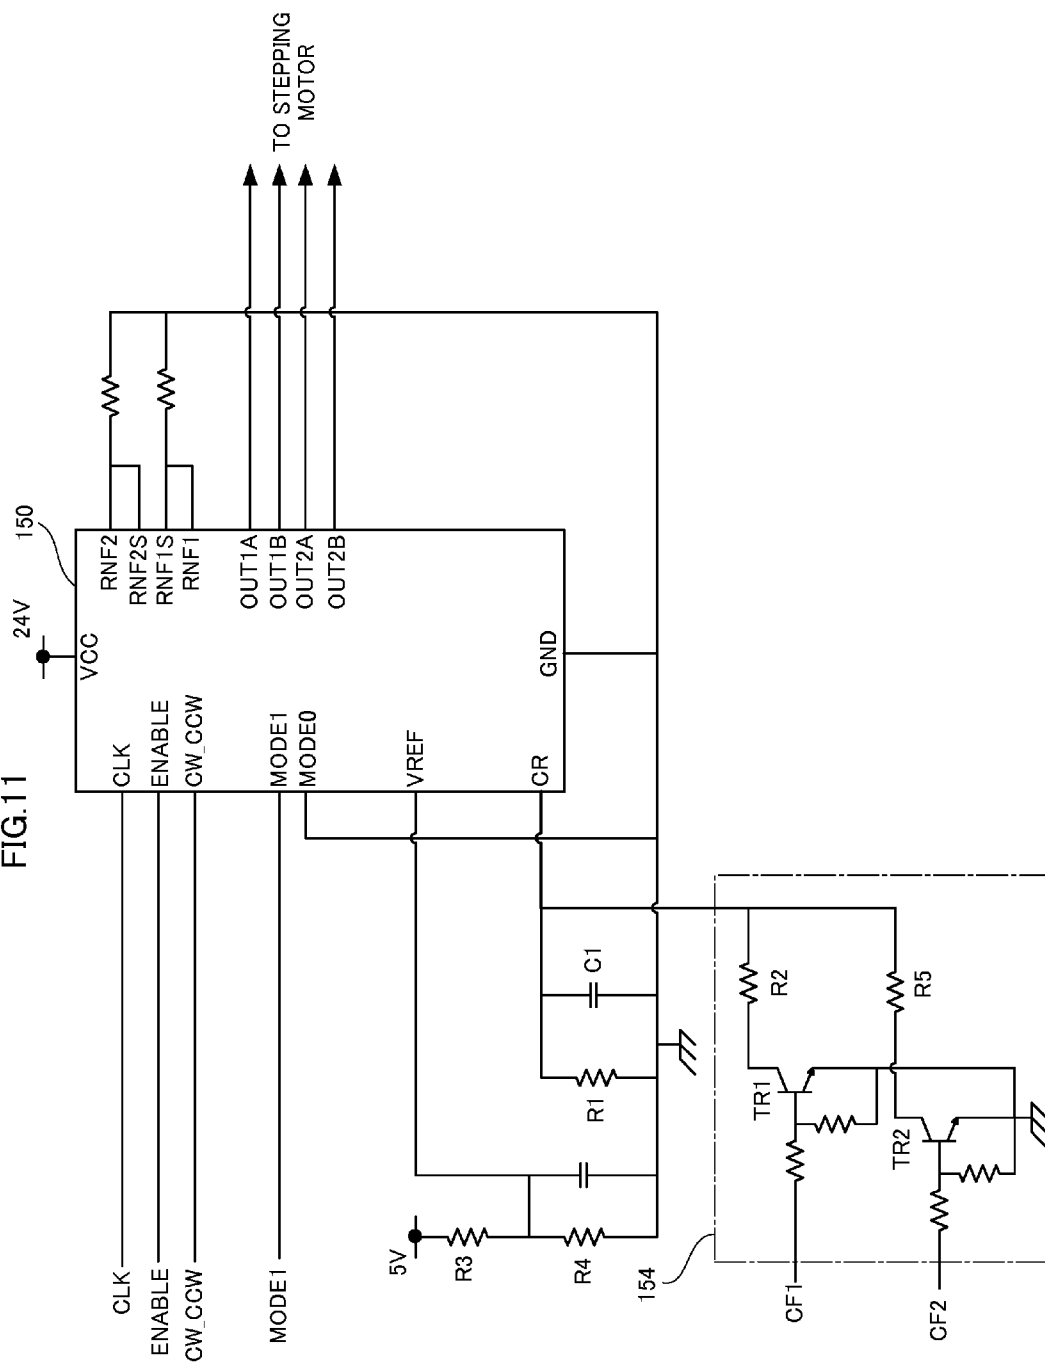 FIG.11
24V
150
VCC
CLK
CLK
ENABLE
ENABLE
CW_CCW
CW_CCW
MODE1
MODE1
MODE0
VREF
CR
GND
RNF2
RNF2S
RNF1S
RNF1
OUT1A
OUT1B
OUT2A
OUT2B
TO STEPPING
MOTOR
5V
R3
R4
R1
C1
154
R2
R5
TR1
TR2
CF1
CF2